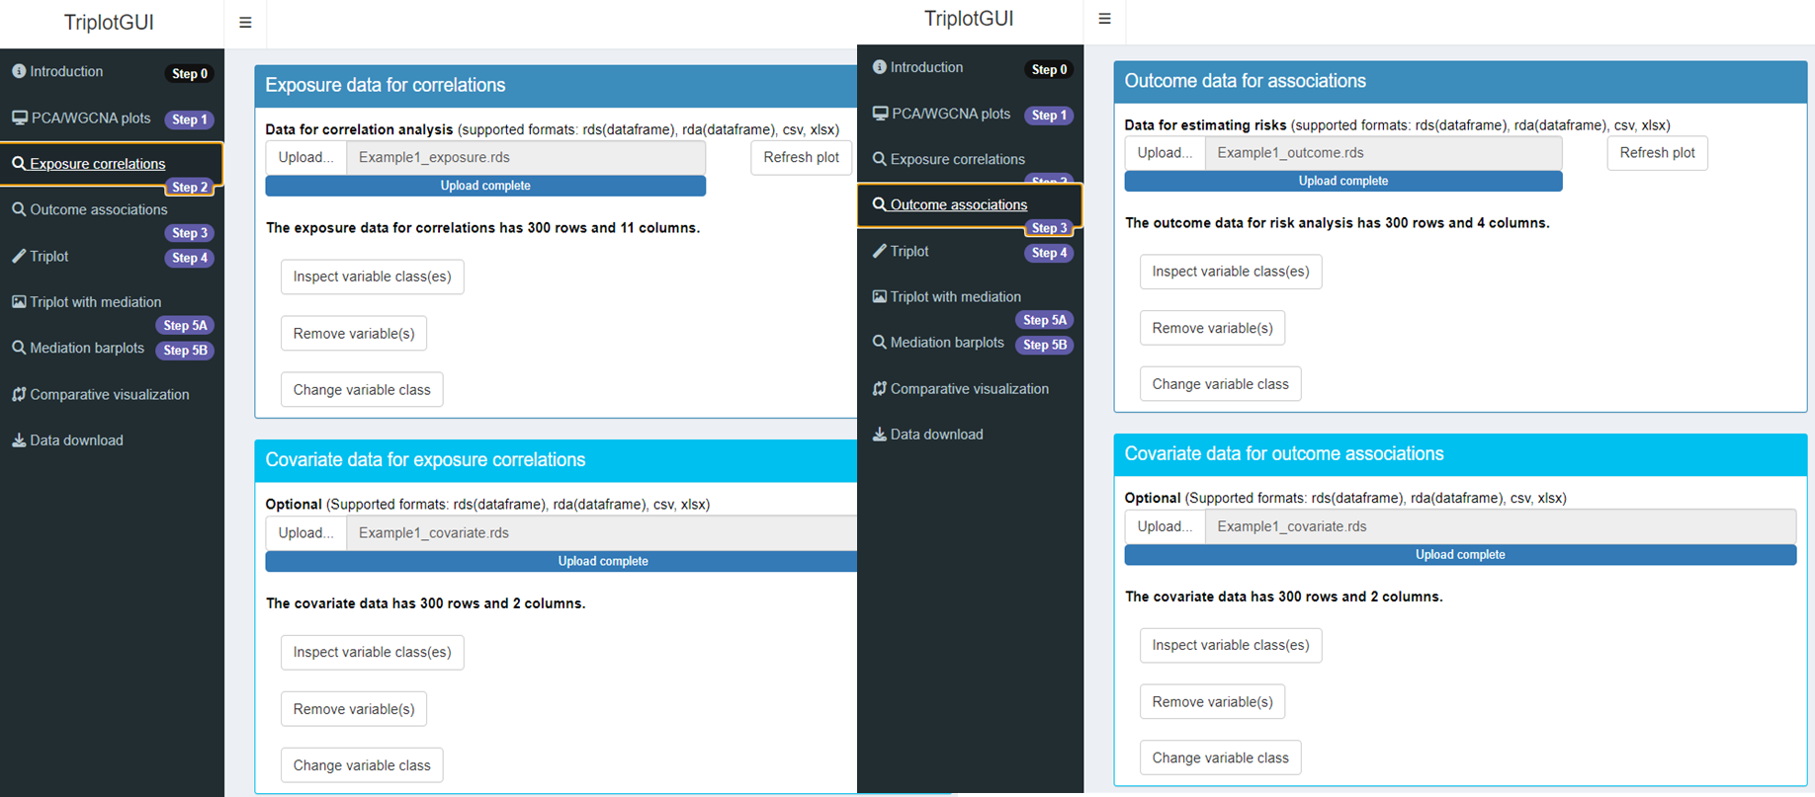 TriplotGUI
Introduction
Step 0
PCA/WGCNA plots
Step 1
Exposure correlations
Step 2
Outcome associations
Step 3
Triplot
Step 4
Triplot with mediation
Step 5A
Mediation barplots
Step 5B
Comparative visualization
Data download
Exposure data for correlations
Data for correlation analysis (supported formats: rds(dataframe), rda(dataframe), csv, xlsx)
Upload... Example1_exposure.rds Refresh plot
Upload complete
The exposure data for correlations has 300 rows and 11 columns.
Inspect variable class(es)
Remove variable(s)
Change variable class
Covariate data for exposure correlations
Optional (Supported formats: rds(dataframe), rda(dataframe), csv, xlsx)
Upload... Example1_covariate.rds
Upload complete
The covariate data has 300 rows and 2 columns.
Inspect variable class(es)
Remove variable(s)
Change variable class
TriplotGUI
Introduction
Step 0
PCA/WGCNA plots
Step 1
Exposure correlations
Step 2
Outcome associations
Step 3
Triplot
Step 4
Triplot with mediation
Step 5A
Mediation barplots
Step 5B
Comparative visualization
Data download
Outcome data for associations
Data for estimating risks (supported formats: rds(dataframe), rda(dataframe), csv, xlsx)
Upload... Example1_outcome.rds Refresh plot
Upload complete
The outcome data for risk analysis has 300 rows and 4 columns.
Inspect variable class(es)
Remove variable(s)
Change variable class
Covariate data for outcome associations
Optional (Supported formats: rds(dataframe), rda(dataframe), csv, xlsx)
Upload... Example1_covariate.rds
Upload complete
The covariate data has 300 rows and 2 columns.
Inspect variable class(es)
Remove variable(s)
Change variable class